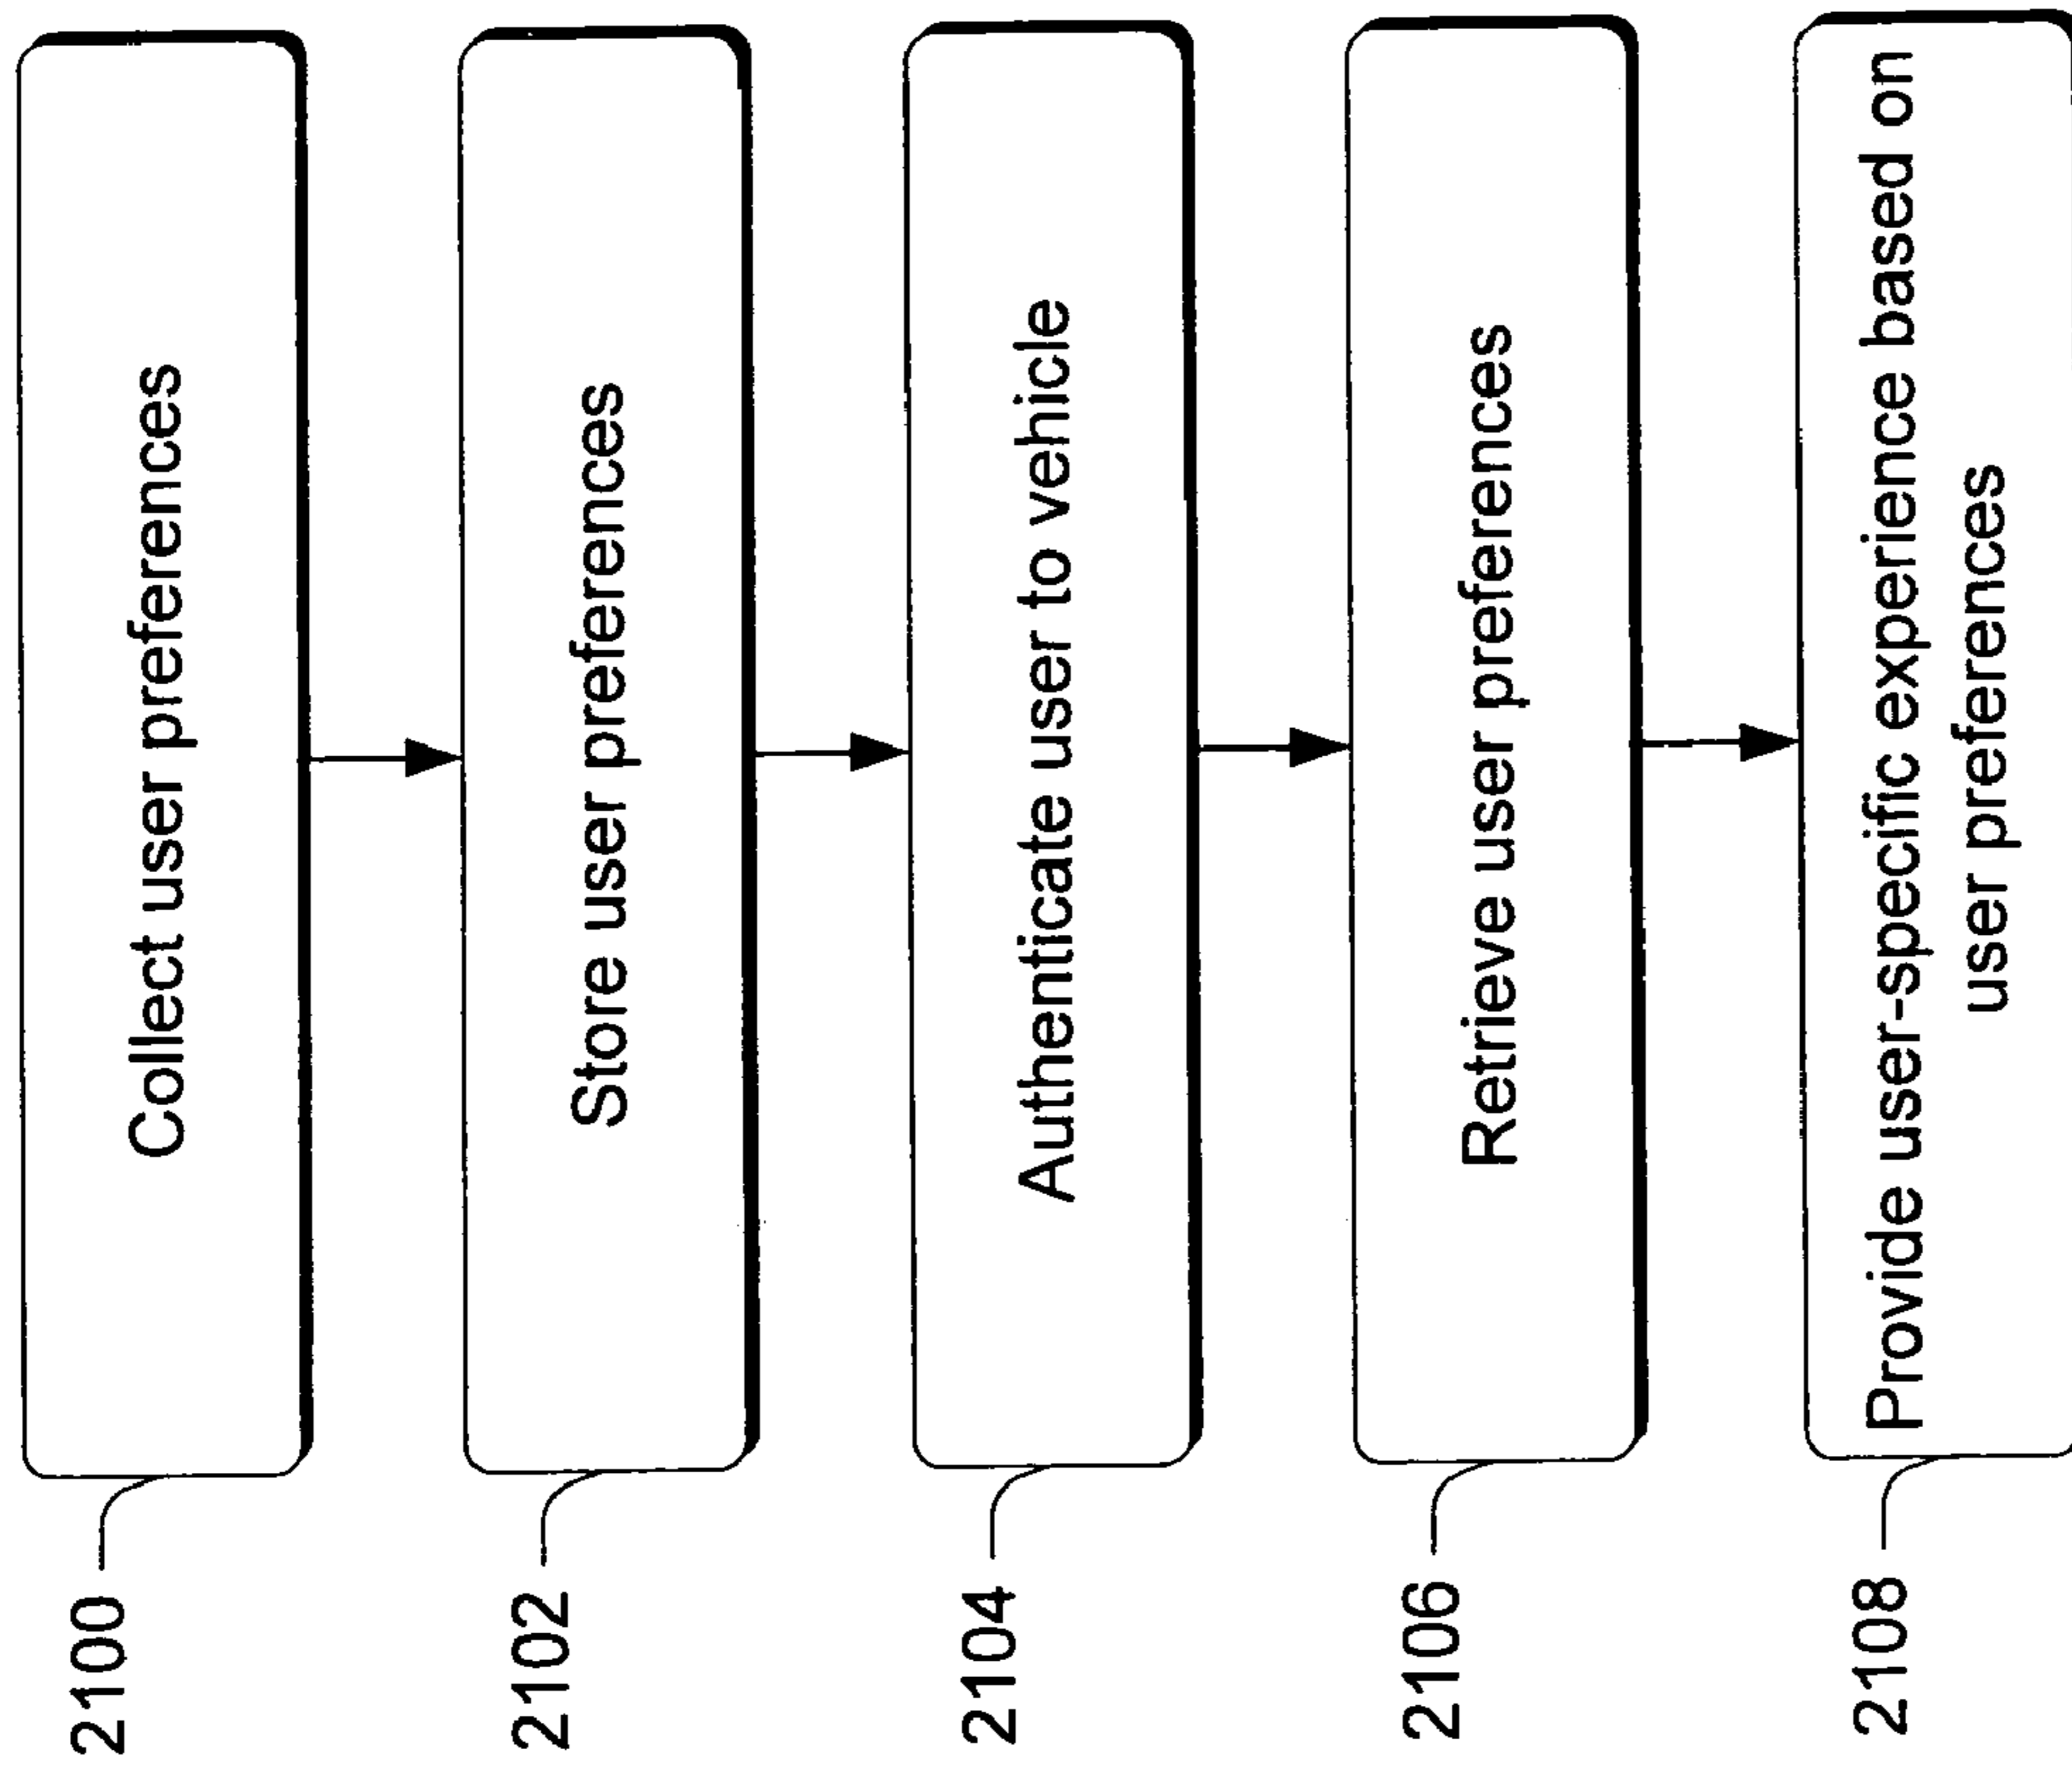 2100
Collect user preferences
2102
Store user preferences
2104
Authenticate user to vehicle
2106
Retrieve user preferences
2108
Provide user-specific experience based on
user preferences